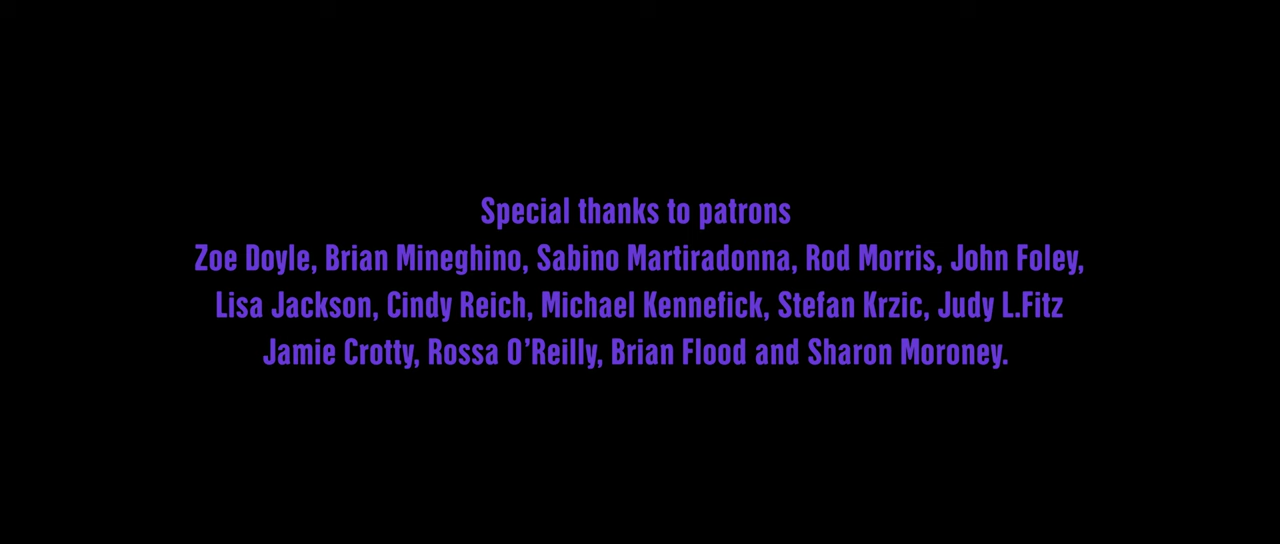 Special thanks to patrons
Zoe Doyle, Brian Mineghino, Sabino Martiradonna, Rod Morris, John Foley,
Lisa Jackson, Cindy Reich, Michael Kennefick, Stefan Krzic, Judy L.Fitz
Jamie Crotty, Rossa O’Reilly, Brian Flood and Sharon Moroney.